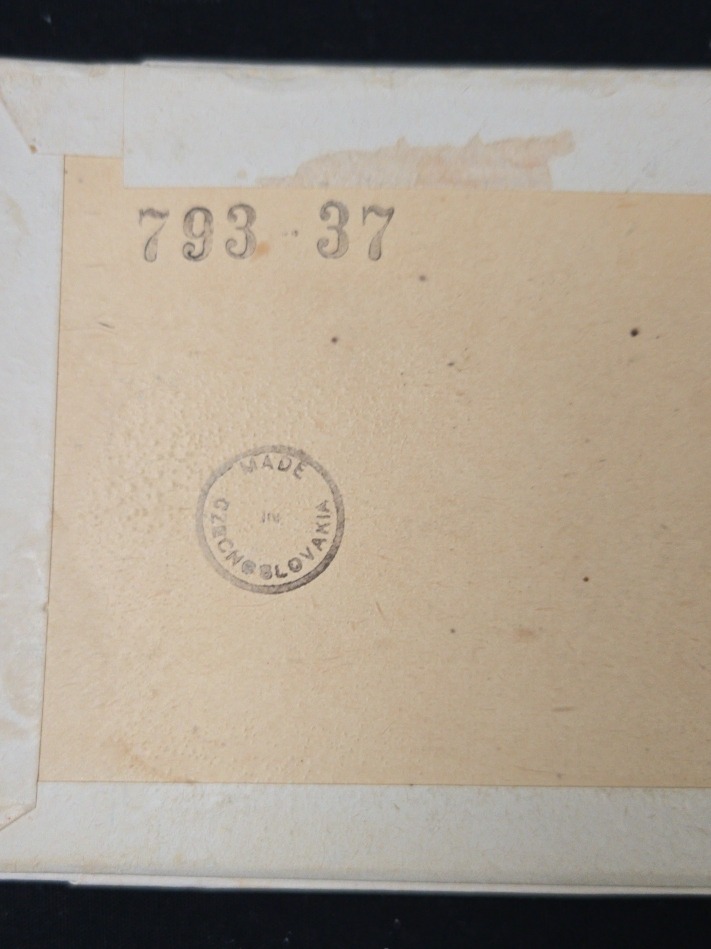 793 - 37
MADE
IN
CZECHOSLOVAKIA